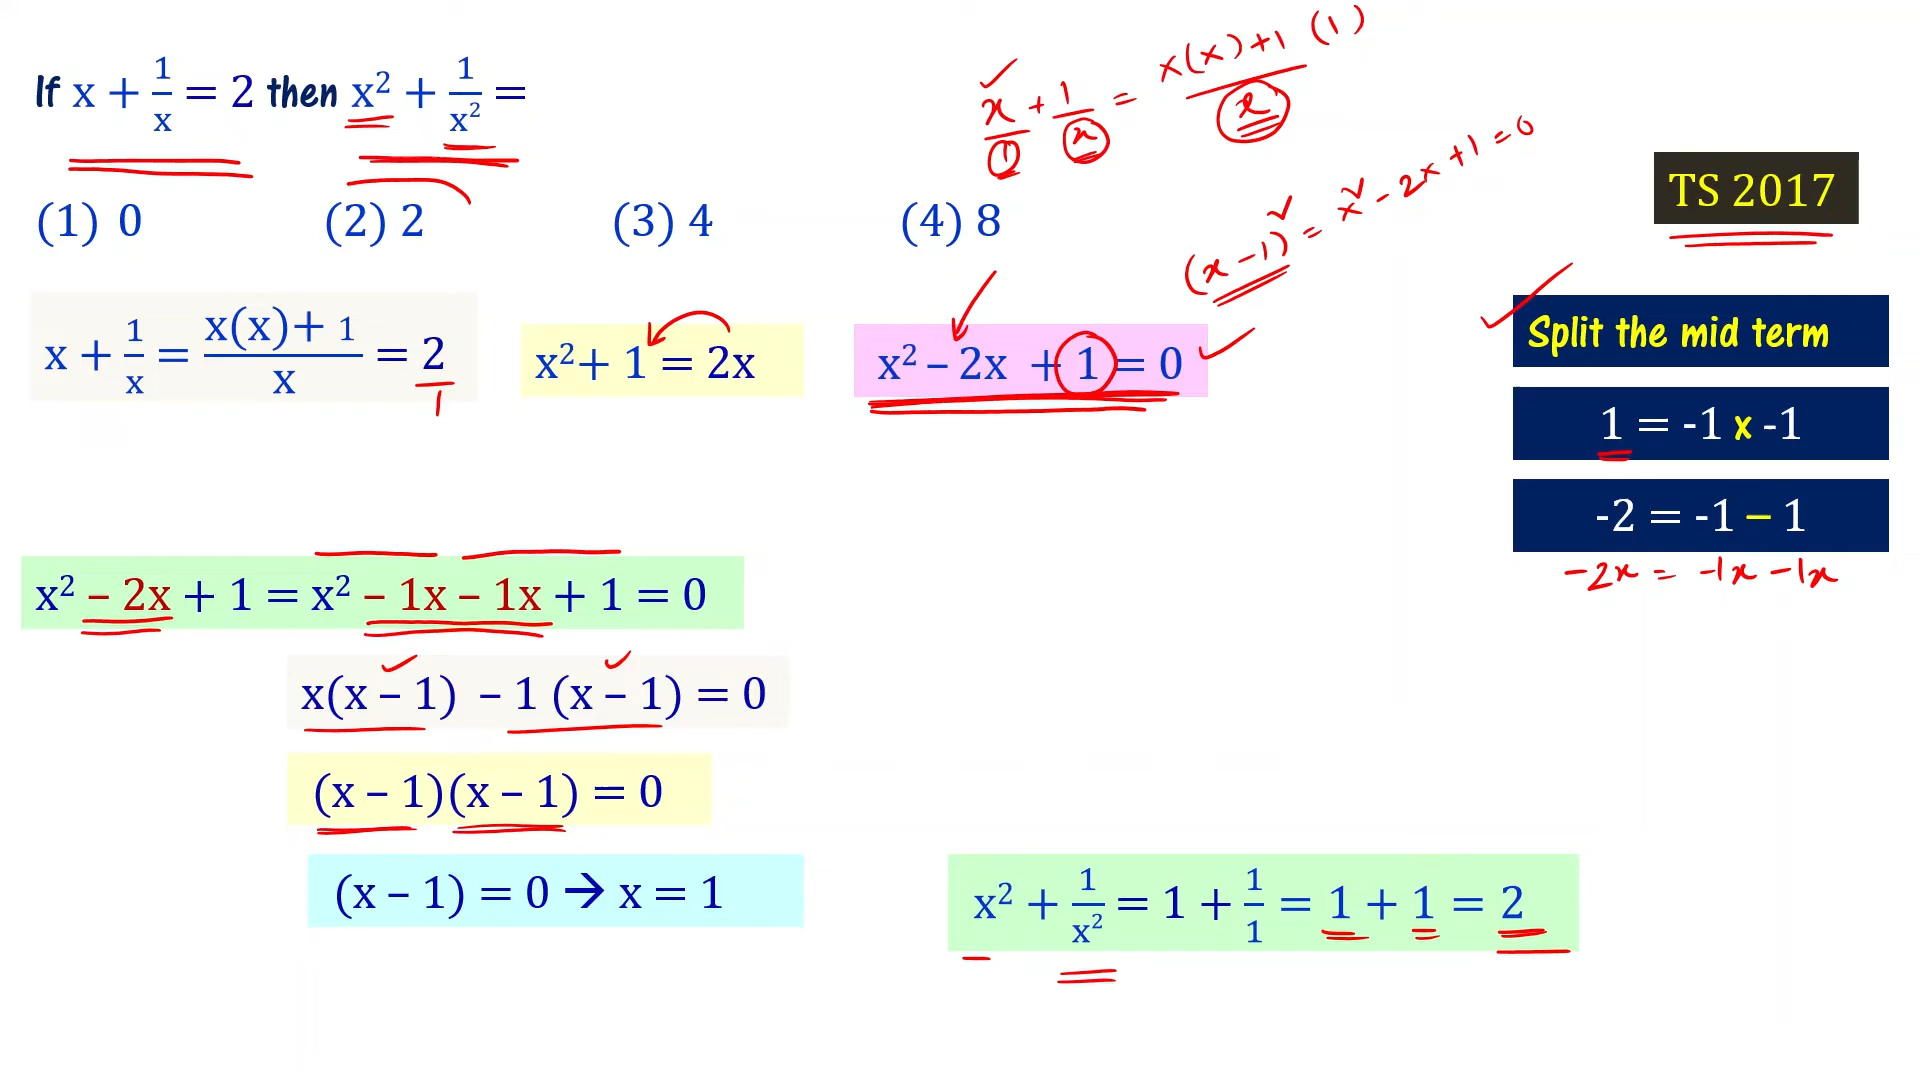 If x + 1/x = 2 then x² + 1/x² =
x/1 + 1/x = x(x)+1(1)/x
TS 2017
(1) 0 (2) 2 (3) 4 (4) 8
(x-1)² = x² - 2x + 1 = 0
x + 1/x = x(x)+ 1/x = 2/1
x²+ 1 = 2x
x² – 2x + 1 = 0
Split the mid term
1 = -1 x -1
-2 = -1 – 1
-2x = -1x -1x
x² – 2x + 1 = x² – 1x – 1x + 1 = 0
x(x – 1) – 1 (x – 1) = 0
(x – 1)(x – 1) = 0
(x – 1) = 0 → x = 1
x² + 1/x² = 1 + 1/1 = 1 + 1 = 2